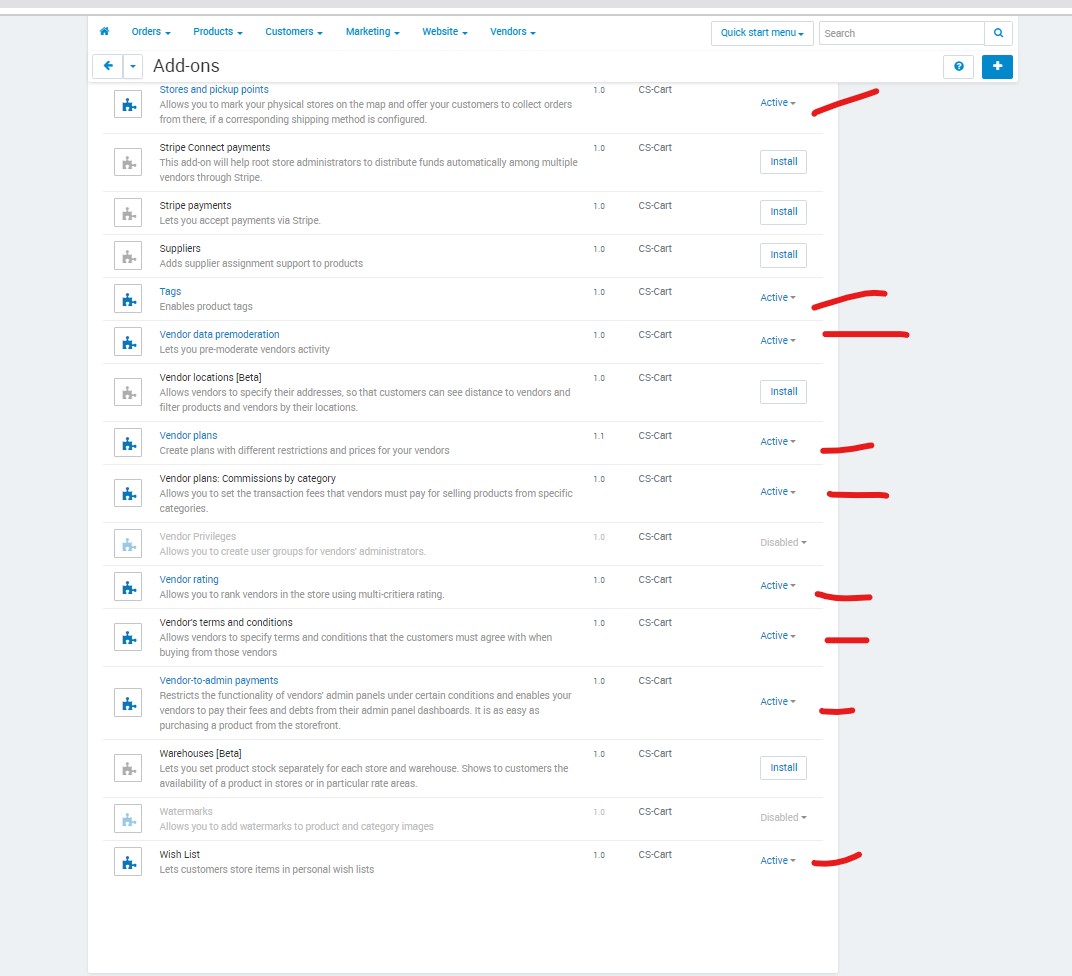 Orders Products Customers Marketing Website Vendors Quick start menu Search
Add-ons
Stores and pickup points 1.0 CS-Cart
Allows you to mark your physical stores on the map and offer your customers to collect orders Active
from there, if a corresponding shipping method is configured.
Stripe Connect payments 1.0 CS-Cart
This add-on will help root store administrators to distribute funds automatically among multiple Install
vendors through Stripe.
Stripe payments 1.0 CS-Cart Install
Lets you accept payments via Stripe.
Suppliers 1.0 CS-Cart Install
Adds supplier assignment support to products
Tags 1.0 CS-Cart Active
Enables product tags
Vendor data premoderation 1.0 CS-Cart Active
Lets you pre-moderate vendors activity
Vendor locations [Beta] 1.0 CS-Cart
Allows vendors to specify their addresses, so that customers can see distance to vendors and Install
filter products and vendors by their locations.
Vendor plans 1.1 CS-Cart Active
Create plans with different restrictions and prices for your vendors
Vendor plans: Commissions by category 1.0 CS-Cart
Allows you to set the transaction fees that vendors must pay for selling products from specific Active
categories.
Vendor Privileges 1.0 CS-Cart Disabled
Allows you to create user groups for vendors' administrators.
Vendor rating 1.0 CS-Cart Active
Allows you to rank vendors in the store using multi-critiera rating.
Vendor's terms and conditions 1.0 CS-Cart
Allows vendors to specify terms and conditions that the customers must agree with when Active
buying from those vendors
Vendor-to-admin payments 1.0 CS-Cart
Restricts the functionality of vendors' admin panels under certain conditions and enables your Active
vendors to pay their fees and debts from their admin panel dashboards. It is as easy as
purchasing a product from the storefront.
Warehouses [Beta] 1.0 CS-Cart
Lets you set product stock separately for each store and warehouse. Shows to customers the Install
availability of a product in stores or in particular rate areas.
Watermarks 1.0 CS-Cart Disabled
Allows you to add watermarks to product and category images
Wish List 1.0 CS-Cart Active
Lets customers store items in personal wish lists